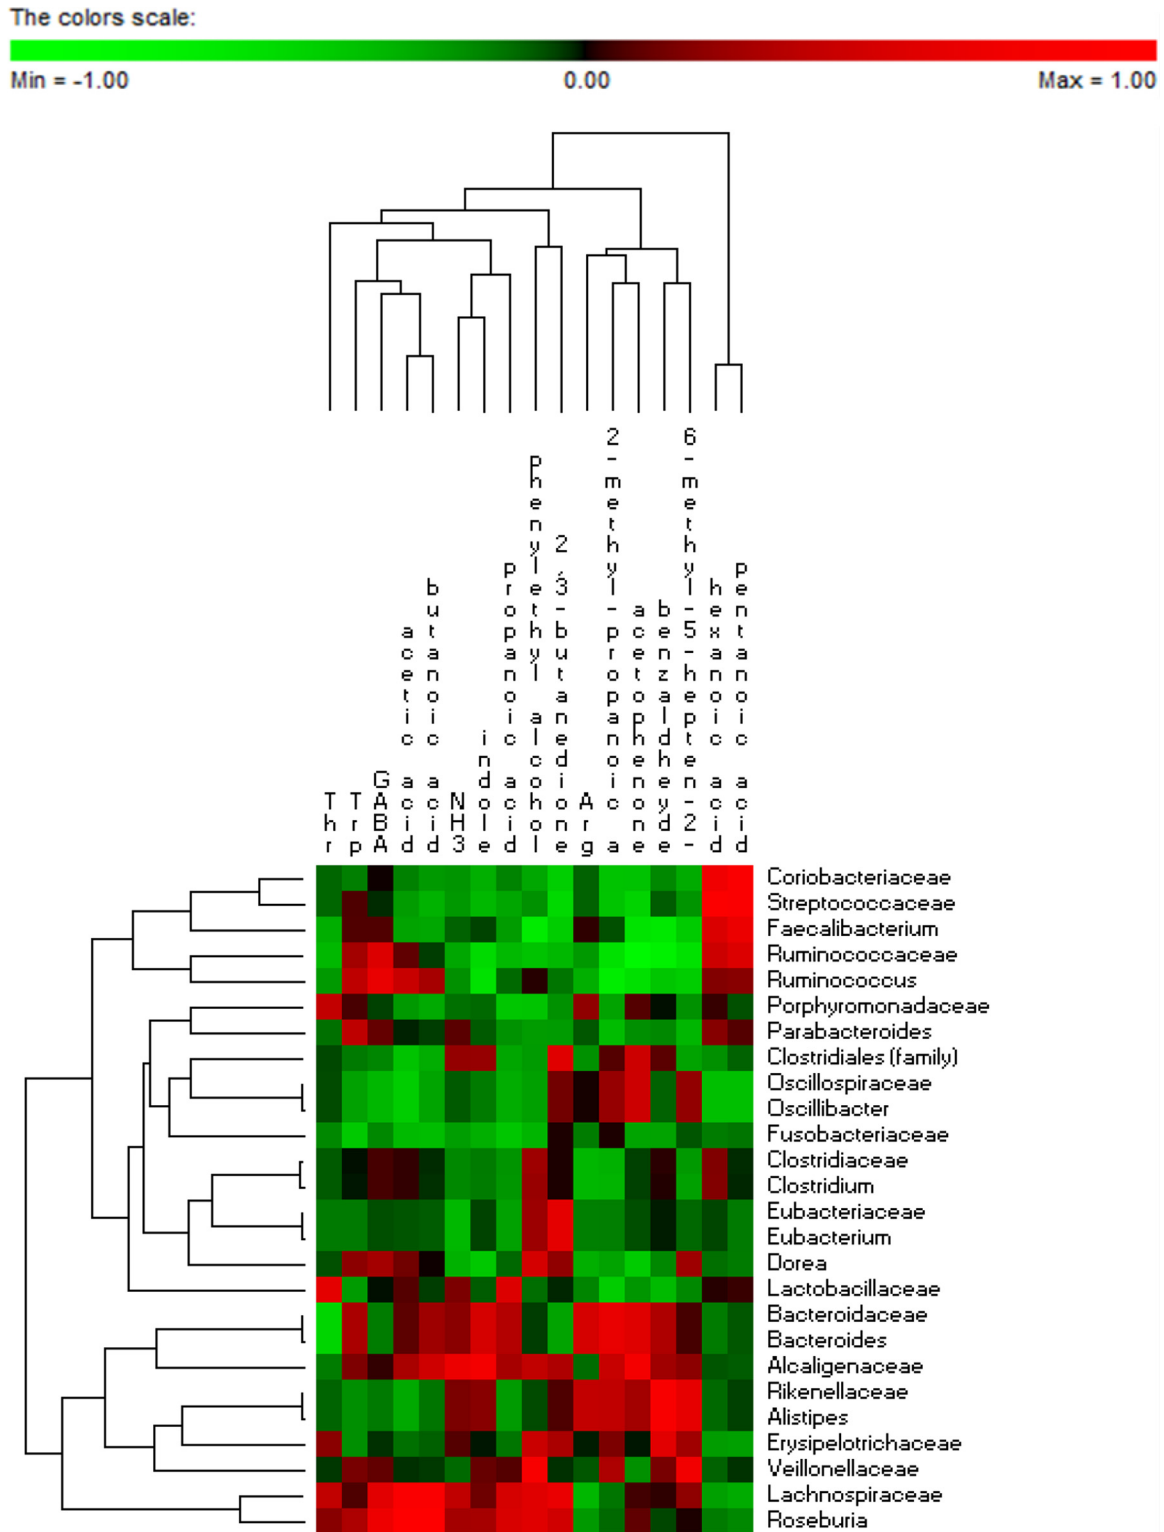 The colors scale:
Min = -1.00 0.00 Max = 1.00
Thr
Trp
GABA
acetic acid
butanoic acid
NH3
indole
propanoic acid
phenylethyl alcohol
2,3-butanedione
Arg
2-methyl-propanoic a
acetophenone
benzaldheyde
6-methyl-5-hepten-2-
hexanoic acid
pentanoic acid
Coriobacteriaceae
Streptococcaceae
Faecalibacterium
Ruminococcaceae
Ruminococcus
Porphyromonadaceae
Parabacteroides
Clostridiales (family)
Oscillospiraceae
Oscillibacter
Fusobacteriaceae
Clostridiaceae
Clostridium
Eubacteriaceae
Eubacterium
Dorea
Lactobacillaceae
Bacteroidaceae
Bacteroides
Alcaligenaceae
Rikenellaceae
Alistipes
Erysipelotrichaceae
Veillonellaceae
Lachnospiraceae
Roseburia